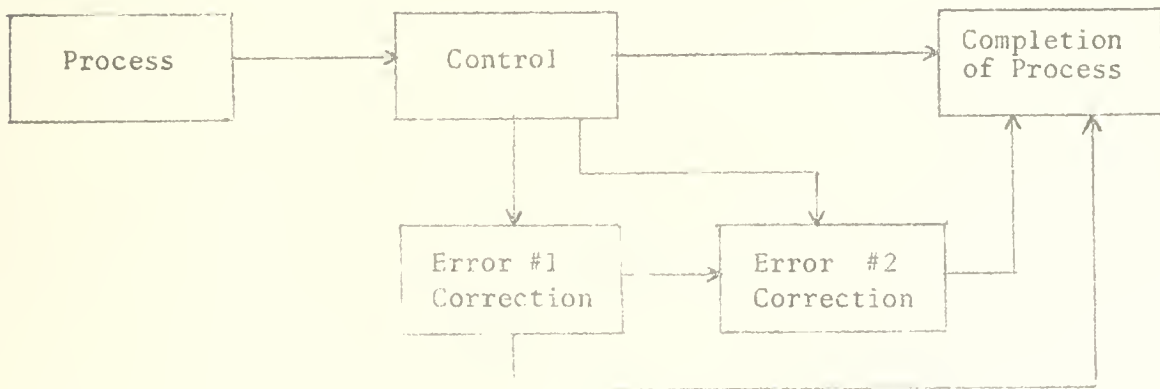 Process
Control
Completion
of Process
Error #1
Correction
Error #2
Correction